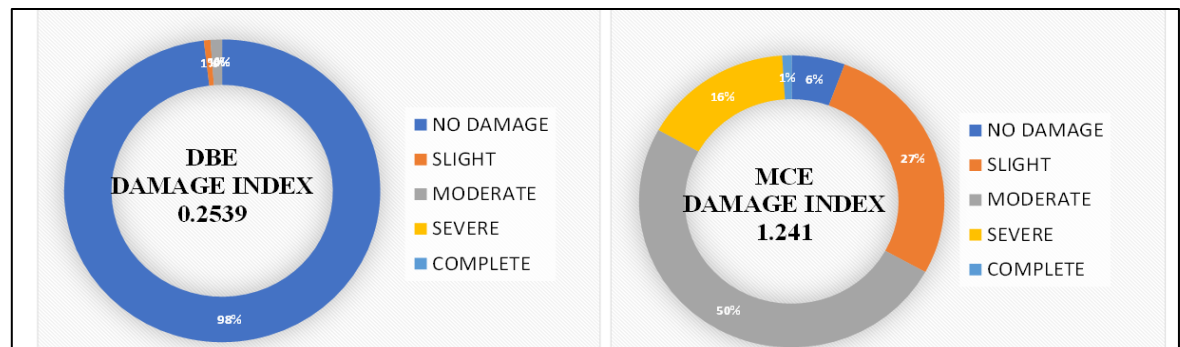 1%
98%
DBE
DAMAGE INDEX
0.2539
NO DAMAGE
SLIGHT
MODERATE
SEVERE
COMPLETE
1%
6%
16%
27%
50%
MCE
DAMAGE INDEX
1.241
NO DAMAGE
SLIGHT
MODERATE
SEVERE
COMPLETE